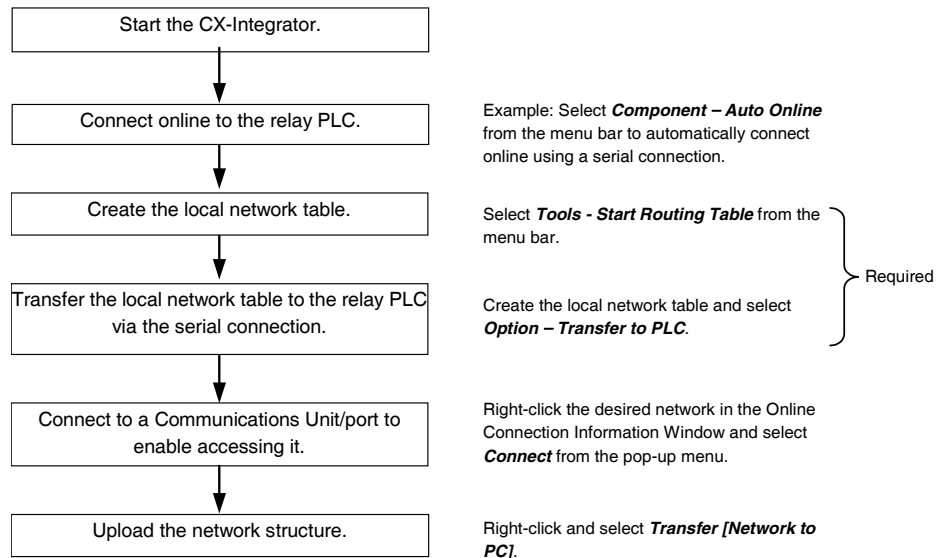 Start the CX-Integrator.
Connect online to the relay PLC.
Example: Select Component – Auto Online
from the menu bar to automatically connect
online using a serial connection.
Create the local network table.
Select Tools - Start Routing Table from the
menu bar.
Required
Transfer the local network table to the relay PLC
via the serial connection.
Create the local network table and select
Option – Transfer to PLC.
Connect to a Communications Unit/port to
enable accessing it.
Right-click the desired network in the Online
Connection Information Window and select
Connect from the pop-up menu.
Upload the network structure.
Right-click and select Transfer [Network to
PC].